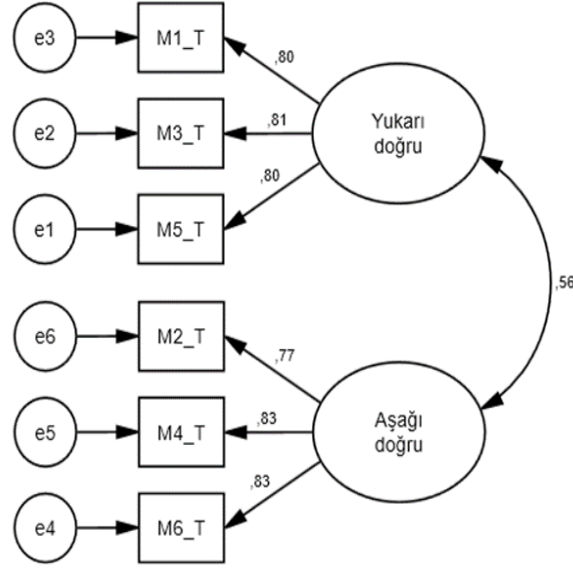 e3
M1_T
,80
e2
M3_T
,81
Yukarı
doğru
e1
M5_T
,80
,56
e6
M2_T
,77
e5
M4_T
,83
Aşağı
doğru
e4
M6_T
,83